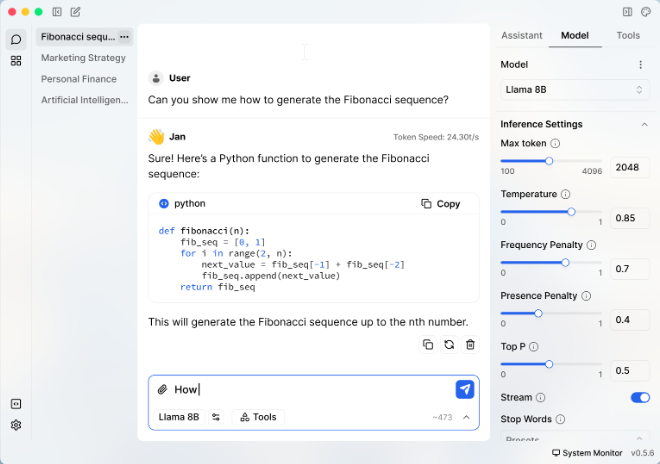 Fibonacci sequ... ...
Marketing Strategy
Personal Finance
Artificial Intelligen...
User
Can you show me how to generate the Fibonacci sequence?
Jan
Token Speed: 24.30t/s
Sure! Here's a Python function to generate the Fibonacci
sequence:
python
Copy
def fibonacci(n):
    fib_seq = [0, 1]
    for i in range(2, n):
        next_value = fib_seq[-1] + fib_seq[-2]
        fib_seq.append(next_value)
    return fib_seq
This will generate the Fibonacci sequence up to the nth number.
How
Llama 8B
Tools
~473
Assistant Model Tools
Model
Llama 8B
Inference Settings
Max token
2048
100 4096
Temperature
0.85
0 1
Frequency Penalty
0.7
0 1
Presence Penalty
0.4
0 1
Top P
0.5
0 1
Stream
Stop Words
Presets
System Monitor v0.5.6